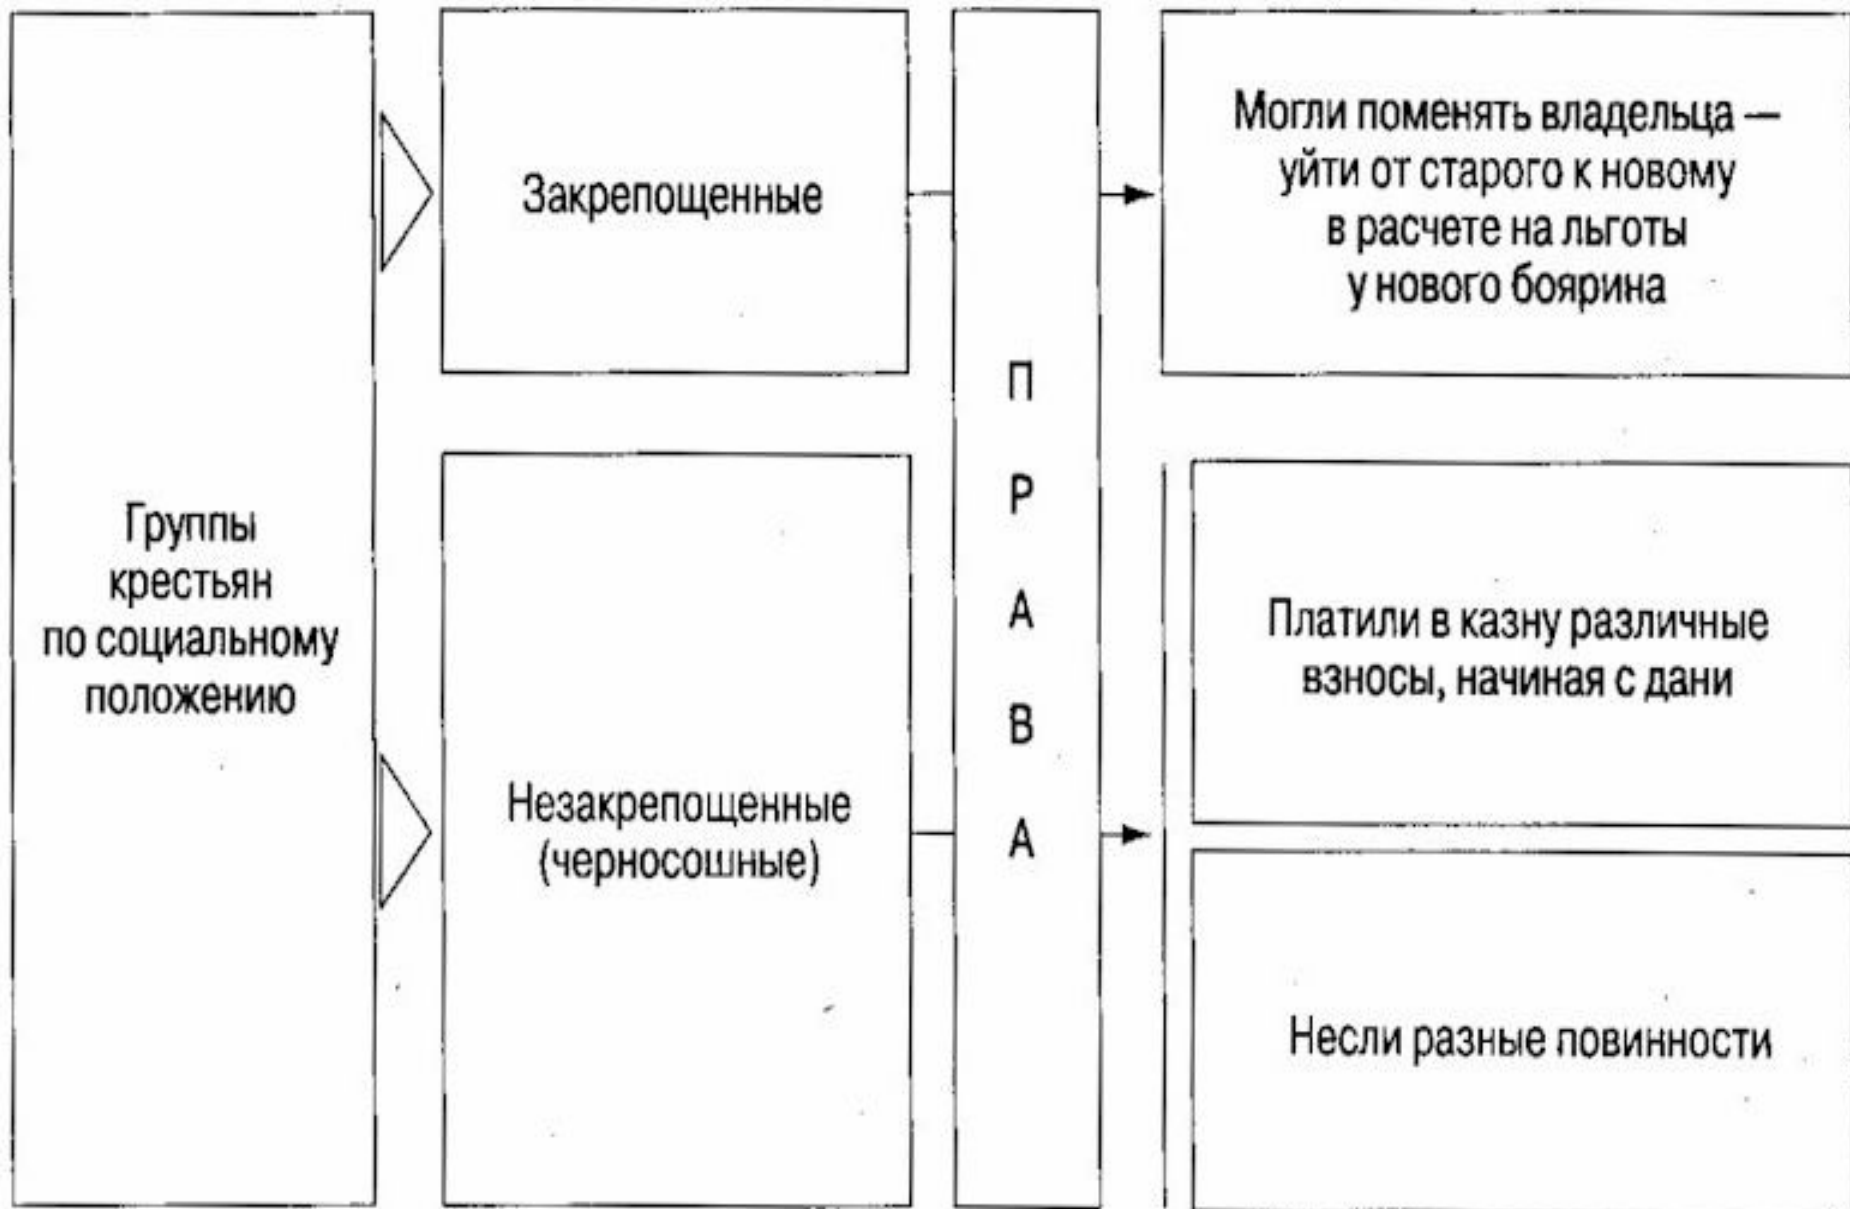 Группы
крестьян
по социальному
положению
Закрепощенные
Незакрепощенные
(черносошные)
П
Р
А
В
А
Могли поменять владельца —
уйти от старого к новому
в расчете на льготы
у нового боярина
Платили в казну различные
взносы, начиная с дани
Несли разные повинности